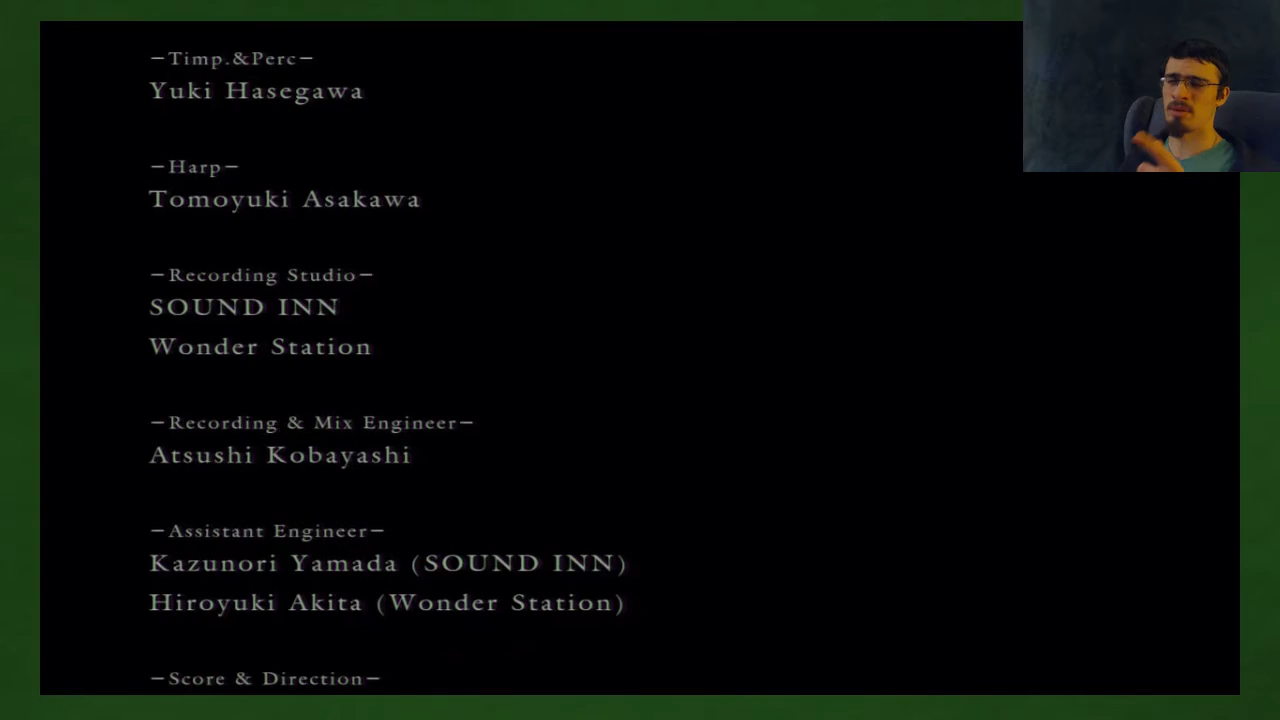 —Timp.&Perc—
Yuki Hasegawa
—Harp—
Tomoyuki Asakawa
—Recording Studio—
SOUND INN
Wonder Station
—Recording & Mix Engineer—
Atsushi Kobayashi
—Assistant Engineer—
Kazunori Yamada (SOUND INN)
Hiroyuki Akita (Wonder Station)
—Score & Direction—